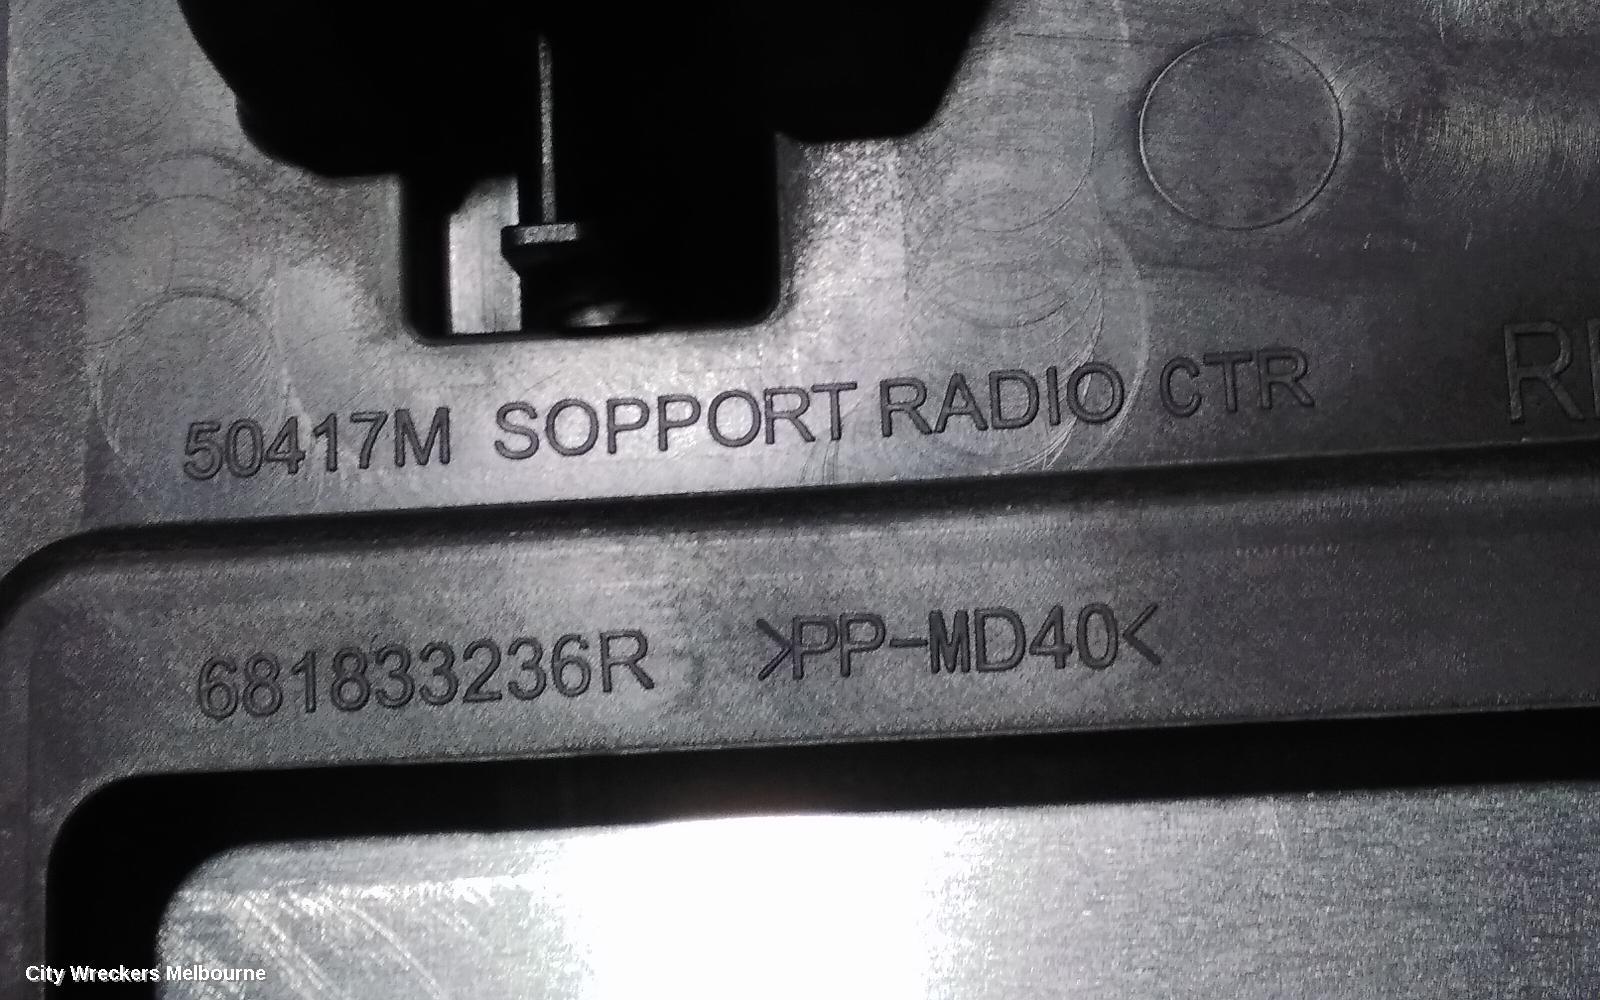 50417M SOPPORT RADIO CTR
681833236R >PP-MD40<
City Wreckers Melbourne